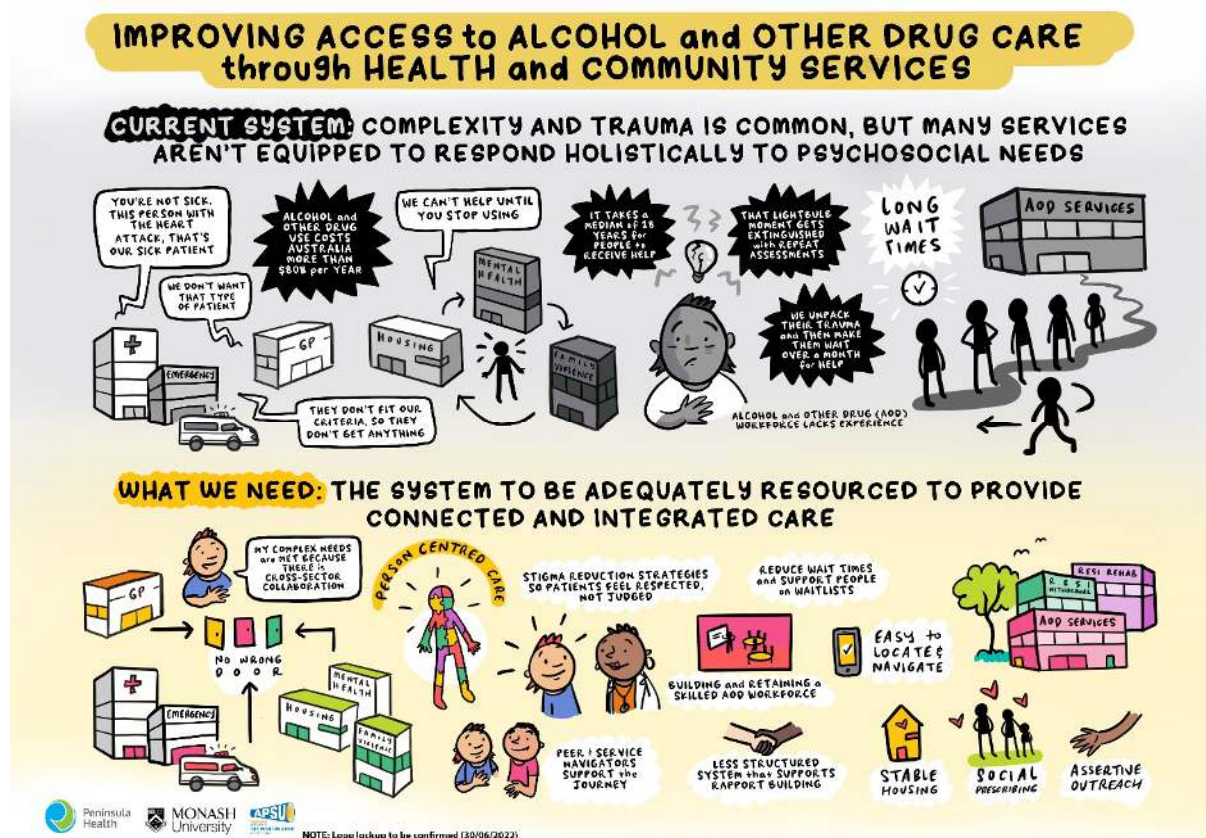 IMPROVING ACCESS to ALCOHOL and OTHER DRUG CARE
through HEALTH and COMMUNITY SERVICES
CURRENT SYSTEM: COMPLEXITY AND TRAUMA IS COMMON, BUT MANY SERVICES
AREN'T EQUIPPED TO RESPOND HOLISTICALLY TO PSYCHOSOCIAL NEEDS
YOU'RE NOT SICK.
THIS PERSON WITH
THE HEART
ATTACK, THAT'S
OUR SICK PATIENT
WE DON'T WANT
THAT TYPE
OF PATIENT
ALCOHOL and
OTHER DRUG
USE COSTS
AUSTRALIA
MORE THAN
$80B per YEAR
WE CAN'T HELP UNTIL
YOU STOP USING
EMERGENCY
GP
THEY DON'T FIT OUR
CRITERIA, SO THEY
DON'T GET ANYTHING
HOUSING
MENTAL
HEALTH
FAMILY
VIOLENCE
IT TAKES a
MEDIAN of 18
YEARS for
PEOPLE to
RECEIVE HELP
THAT LIGHTBULB
MOMENT GETS
EXTINGUISHED
with REPEAT
ASSESSMENTS
WE UNPACK
THEIR TRAUMA
and THEN MAKE
THEM WAIT
OVER a MONTH
for HELP
ALCOHOL and OTHER DRUG (AOD)
WORKFORCE LACKS EXPERIENCE
LONG
WAIT
TIMES
AOD SERVICES
WHAT WE NEED: THE SYSTEM TO BE ADEQUATELY RESOURCED TO PROVIDE
CONNECTED AND INTEGRATED CARE
MY COMPLEX NEEDS
are MET BECAUSE
THERE is
CROSS-SECTOR
COLLABORATION
GP
NO WRONG
DOOR
EMERGENCY
MENTAL
HEALTH
HOUSING
FAMILY
VIOLENCE
PERSON CENTRED CARE
STIGMA REDUCTION STRATEGIES
SO PATIENTS FEEL RESPECTED,
NOT JUDGED
REDUCE WAIT TIMES
and SUPPORT PEOPLE
on WAITLISTS
BUILDING and RETAINING a
SKILLED AOD WORKFORCE
EASY to
LOCATE &
NAVIGATE
RESI REHAB
RESI
WITHDRAWAL
AOD SERVICES
PEER + SERVICE
NAVIGATORS
SUPPORT the
JOURNEY
LESS STRUCTURED
SYSTEM that SUPPORTS
RAPPORT BUILDING
STABLE
HOUSING
SOCIAL
PRESCRIBING
ASSERTIVE
OUTREACH
Peninsula
Health
MONASH
University
APSU
NOTE: Logo lockup to be confirmed (30/06/2022)